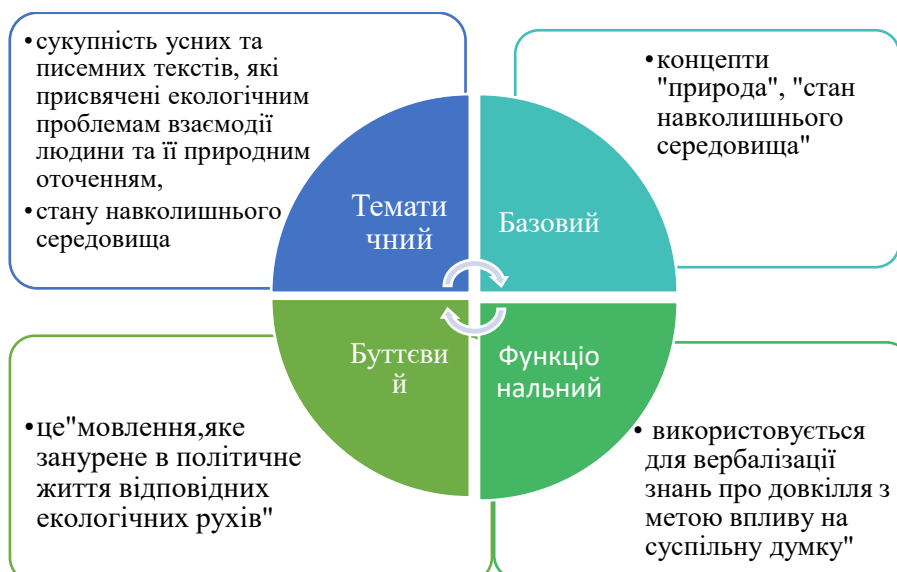 •сукупність усних та
писемних текстів, які
присвячені екологічним
проблемам взаємодії
людини та її природним
оточенням,
•стану навколишнього
середовища
•концепти
"природа", "стан
навколишнього
середовища"
Темати
чний
Базовий
Буттєви
й
Функціо
нальний
•це"мовлення,яке
занурене в політичне
життя відповідних
екологічних рухів"
• використовується
для вербалізації
знань про довкілля з
метою впливу на
суспільну думку"